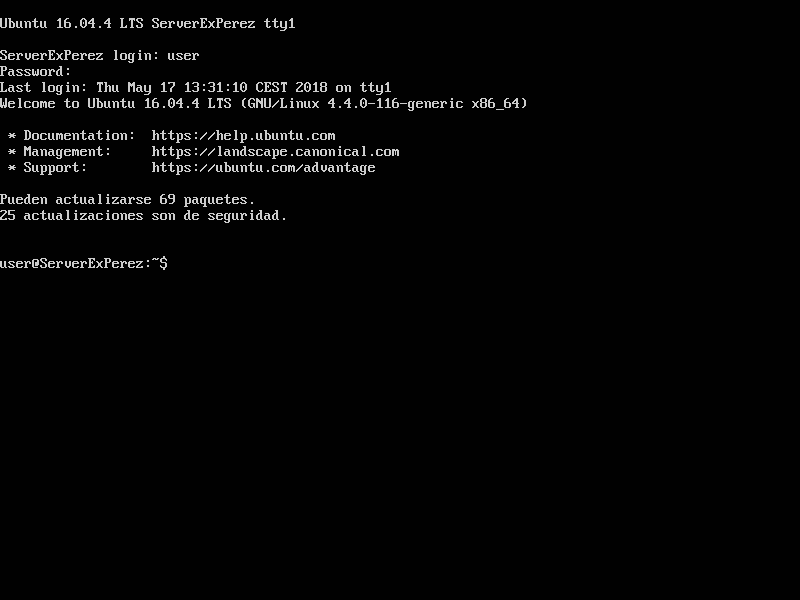 Ubuntu 16.04.4 LTS ServerExPerez tty1
ServerExPerez login: user
Password:
Last login: Thu May 17 13:31:10 CEST 2018 on tty1
Welcome to Ubuntu 16.04.4 LTS (GNU/Linux 4.4.0-116-generic x86_64)
* Documentation:  https://help.ubuntu.com
* Management:     https://landscape.canonical.com
* Support:        https://ubuntu.com/advantage
Pueden actualizarse 69 paquetes.
25 actualizaciones son de seguridad.
user@ServerExPerez:~$